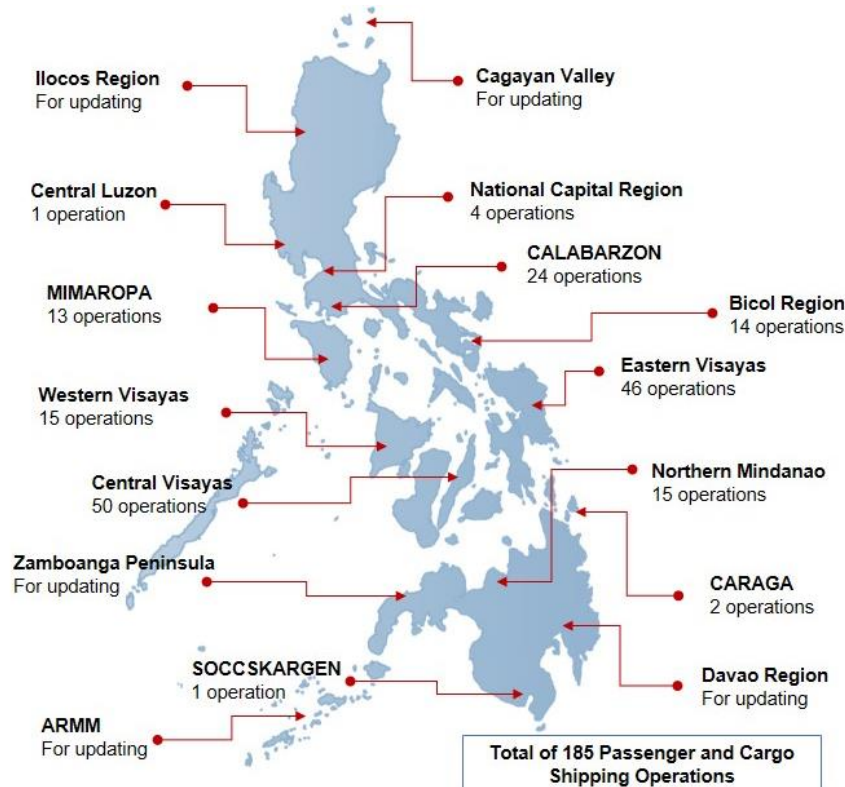 Ilocos Region
For updating
Cagayan Valley
For updating
Central Luzon
1 operation
National Capital Region
4 operations
CALABARZON
24 operations
MIMAROPA
13 operations
Bicol Region
14 operations
Eastern Visayas
46 operations
Western Visayas
15 operations
Northern Mindanao
15 operations
Central Visayas
50 operations
Zamboanga Peninsula
For updating
CARAGA
2 operations
SOCCSKARGEN
1 operation
Davao Region
For updating
ARMM
For updating
Total of 185 Passenger and Cargo
Shipping Operations